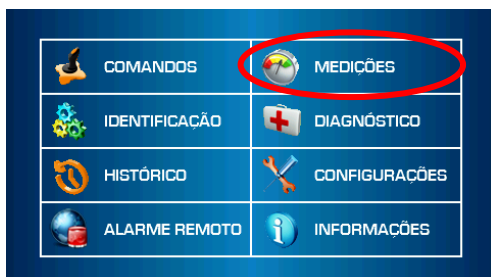 COMANDOS
MEDIÇÕES
IDENTIFICAÇÃO
DIAGNÓSTICO
HISTÓRICO
CONFIGURAÇÕES
ALARME REMOTO
INFORMAÇÕES